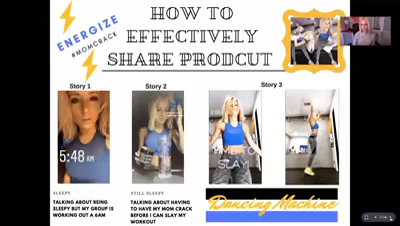 ENERGIZE
#MOMCRACK
HOW TO
EFFECTIVELY
SHARE PRODCUT
Story 1
Story 2
Story 3
5:48 AM
TIME TO
SLAY
SLEEPY
TALKING ABOUT BEING
SLEEPY BUT MY GROUP IS
WORKING OUT A 6AM
STILL SLEEPY
TALKING ABOUT HAVING
TO HAVE MY MOM CRACK
BEFORE I CAN SLAY MY
WORKOUT
Dancing Machine